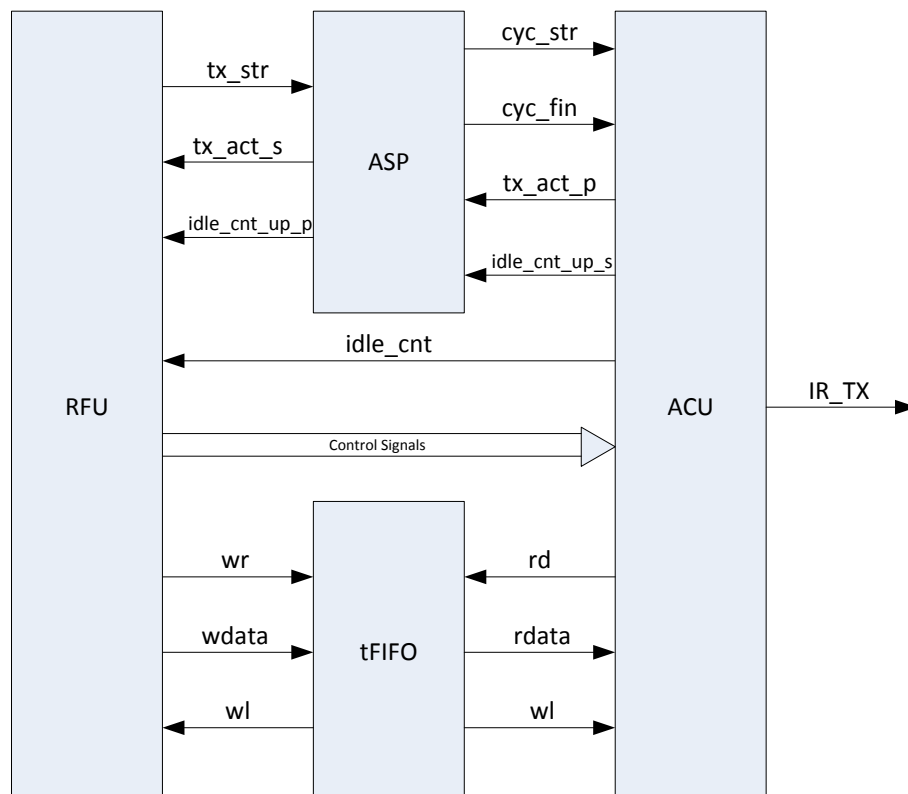 cyc_str
tx_str
cyc_fin
tx_act_s
ASP
tx_act_p
idle_cnt_up_p
idle_cnt_up_s
idle_cnt
RFU
ACU
IR_TX
Control Signals
wr
rd
wdata
tFIFO
rdata
wl
wl